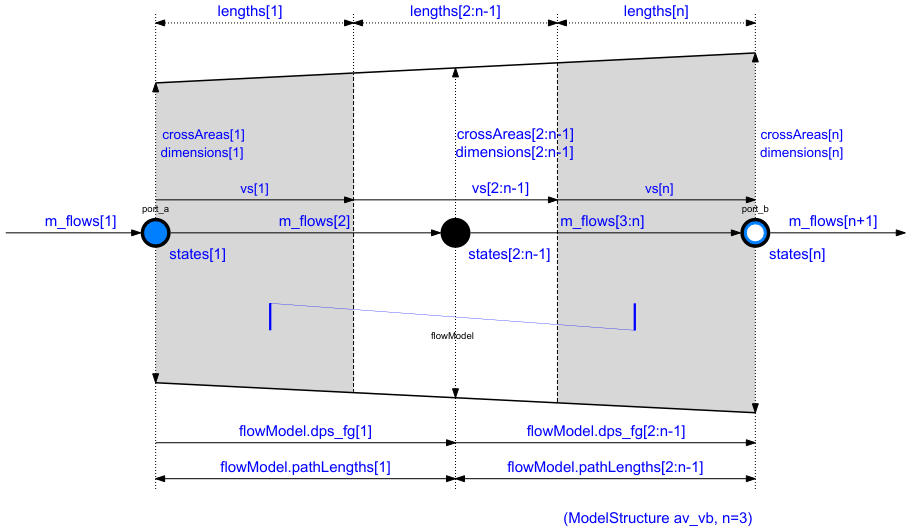 lengths[1]
lengths[2:n-1]
lengths[n]
crossAreas[1]
dimensions[1]
crossAreas[2:n-1]
dimensions[2:n-1]
crossAreas[n]
dimensions[n]
vs[1]
vs[2:n-1]
vs[n]
port_a
port_b
m_flows[1]
m_flows[2]
m_flows[3:n]
m_flows[n+1]
states[1]
states[2:n-1]
states[n]
flowModel
flowModel.dps_fg[1]
flowModel.dps_fg[2:n-1]
flowModel.pathLengths[1]
flowModel.pathLengths[2:n-1]
(ModelStructure av_vb, n=3)